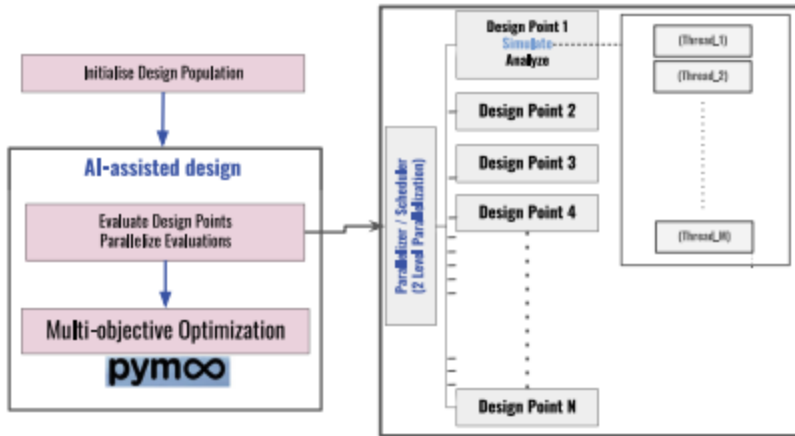 Initialise Design Population
AI-assisted design
Evaluate Design Points
Parallelize Evaluations
Multi-objective Optimization
pymoo
Parallelizer / Scheduler
(2 Level Parallelization)
Design Point 1
Simulate
Analyze
Design Point 2
Design Point 3
Design Point 4
Design Point N
(Thread_1)
(Thread_2)
(Thread_M)